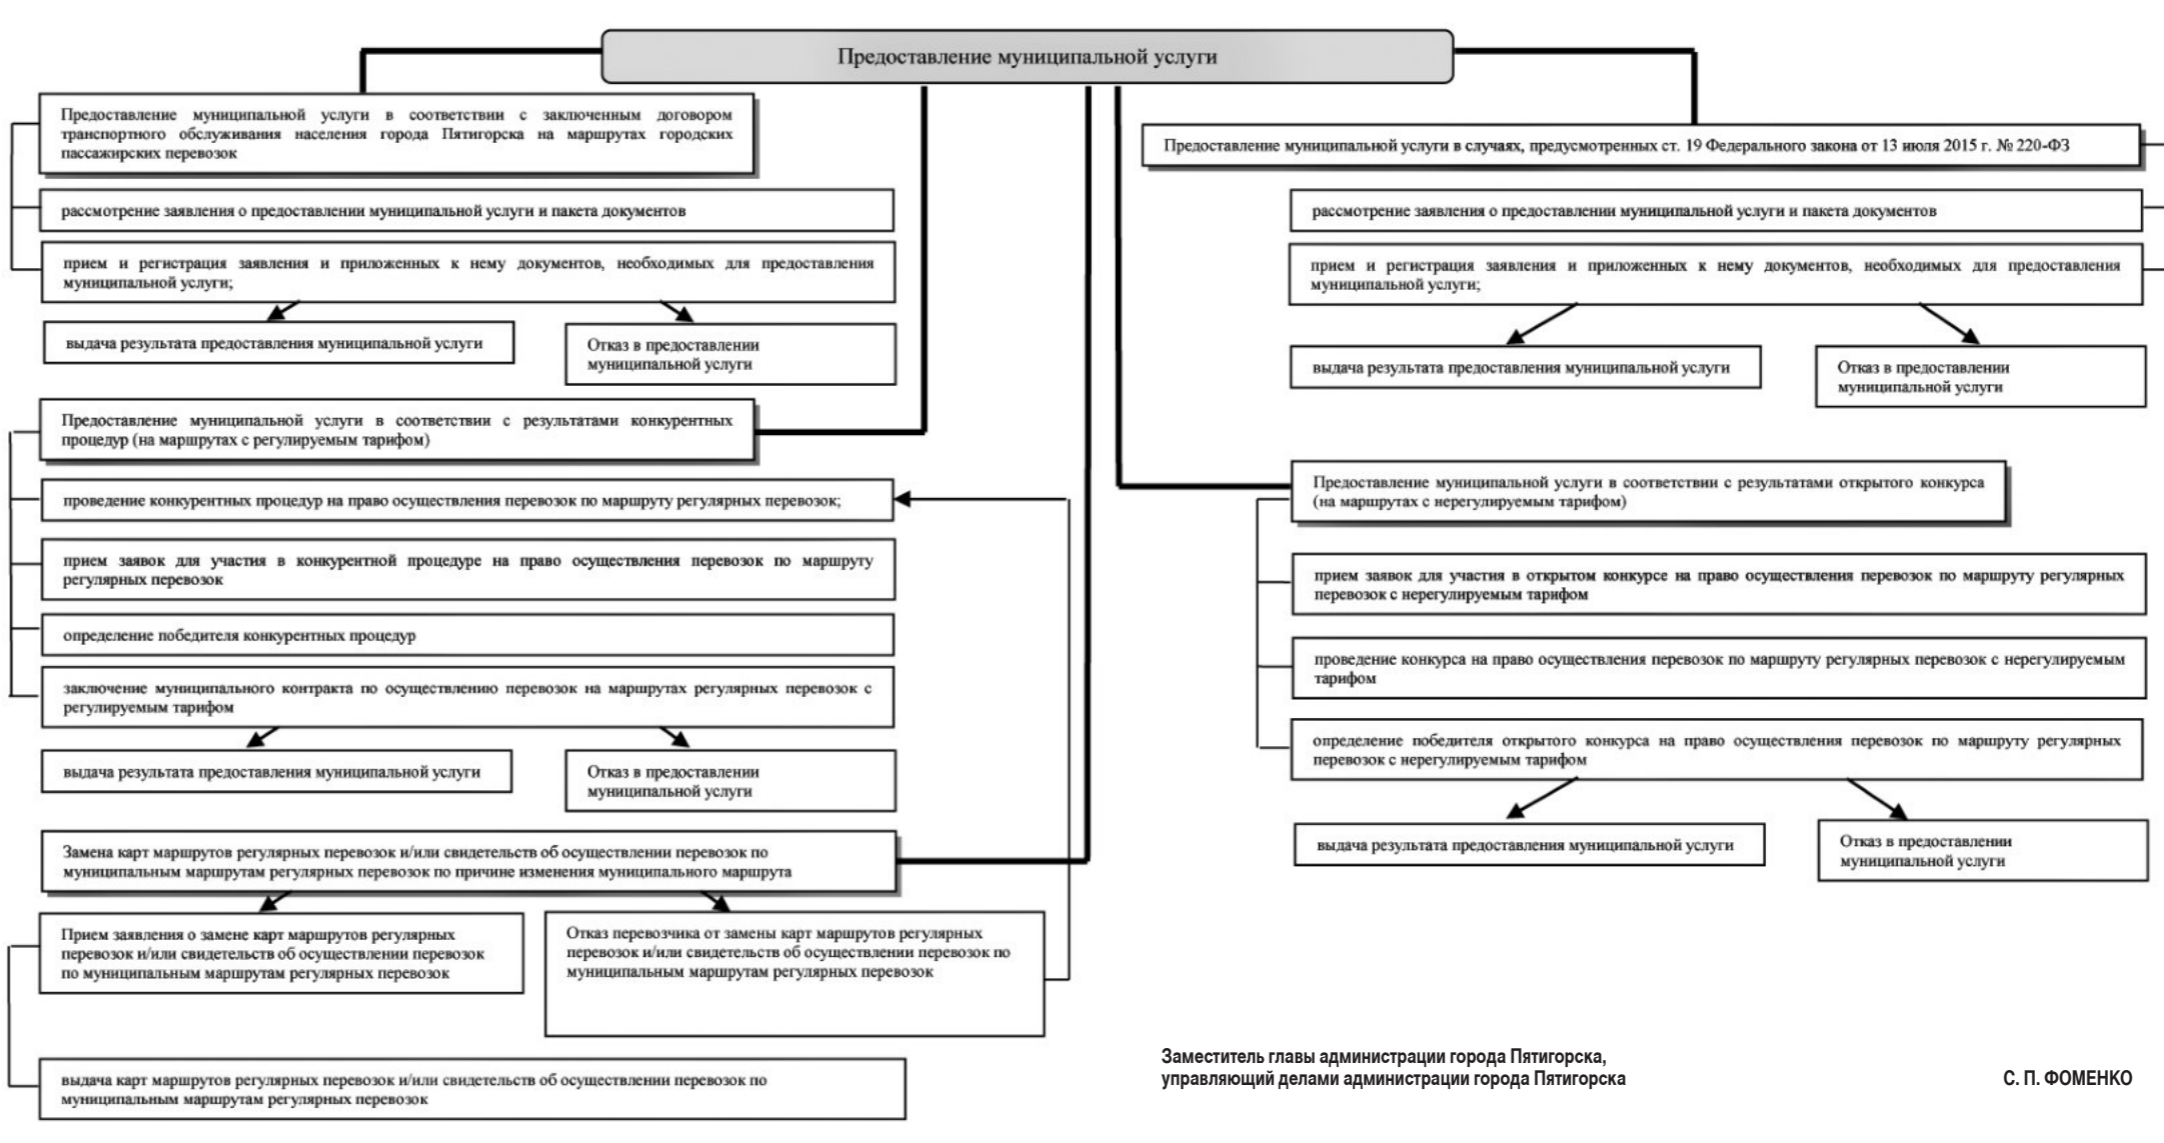 Предоставление муниципальной услуги
Предоставление муниципальной услуги в соответствии с заключенным договором
транспортного обслуживания населения города Пятигорска на маршрутах городских
пассажирских перевозок
рассмотрение заявления о предоставлении муниципальной услуги и пакета документов
прием и регистрация заявления и приложенных к нему документов, необходимых для предоставления
муниципальной услуги;
выдача результата предоставления муниципальной услуги
Отказ в предоставлении
муниципальной услуги
Предоставление муниципальной услуги в соответствии с результатами конкурентных
процедур (на маршрутах с регулируемым тарифом)
проведение конкурентных процедур на право осуществления перевозок по маршруту регулярных перевозок;
прием заявок для участия в конкурентной процедуре на право осуществления перевозок по маршруту
регулярных перевозок
определение победителя конкурентных процедур
заключение муниципального контракта по осуществлению перевозок на маршрутах регулярных перевозок с
регулируемым тарифом
выдача результата предоставления муниципальной услуги
Отказ в предоставлении
муниципальной услуги
Замена карт маршрутов регулярных перевозок и/или свидетельств об осуществлении перевозок по
муниципальным маршрутам регулярных перевозок по причине изменения муниципального маршрута
Прием заявления о замене карт маршрутов регулярных
перевозок и/или свидетельств об осуществлении перевозок
по муниципальным маршрутам регулярных перевозок
Отказ перевозчика от замены карт маршрутов регулярных
перевозок и/или свидетельств об осуществлении перевозок по
муниципальным маршрутам регулярных перевозок
выдача карт маршрутов регулярных перевозок и/или свидетельств об осуществлении перевозок по
муниципальным маршрутам регулярных перевозок
Предоставление муниципальной услуги в случаях, предусмотренных ст. 19 Федерального закона от 13 июля 2015 г. № 220-ФЗ
рассмотрение заявления о предоставлении муниципальной услуги и пакета документов
прием и регистрация заявления и приложенных к нему документов, необходимых для предоставления
муниципальной услуги;
выдача результата предоставления муниципальной услуги
Отказ в предоставлении
муниципальной услуги
Предоставление муниципальной услуги в соответствии с результатами открытого конкурса
(на маршрутах с нерегулируемым тарифом)
прием заявок для участия в открытом конкурсе на право осуществления перевозок по маршруту регулярных
перевозок с нерегулируемым тарифом
проведение конкурса на право осуществления перевозок по маршруту регулярных перевозок с нерегулируемым
тарифом
определение победителя открытого конкурса на право осуществления перевозок по маршруту регулярных
перевозок с нерегулируемым тарифом
выдача результата предоставления муниципальной услуги
Отказ в предоставлении
муниципальной услуги
Заместитель главы администрации города Пятигорска,
управляющий делами администрации города Пятигорска
С. П. ФОМЕНКО